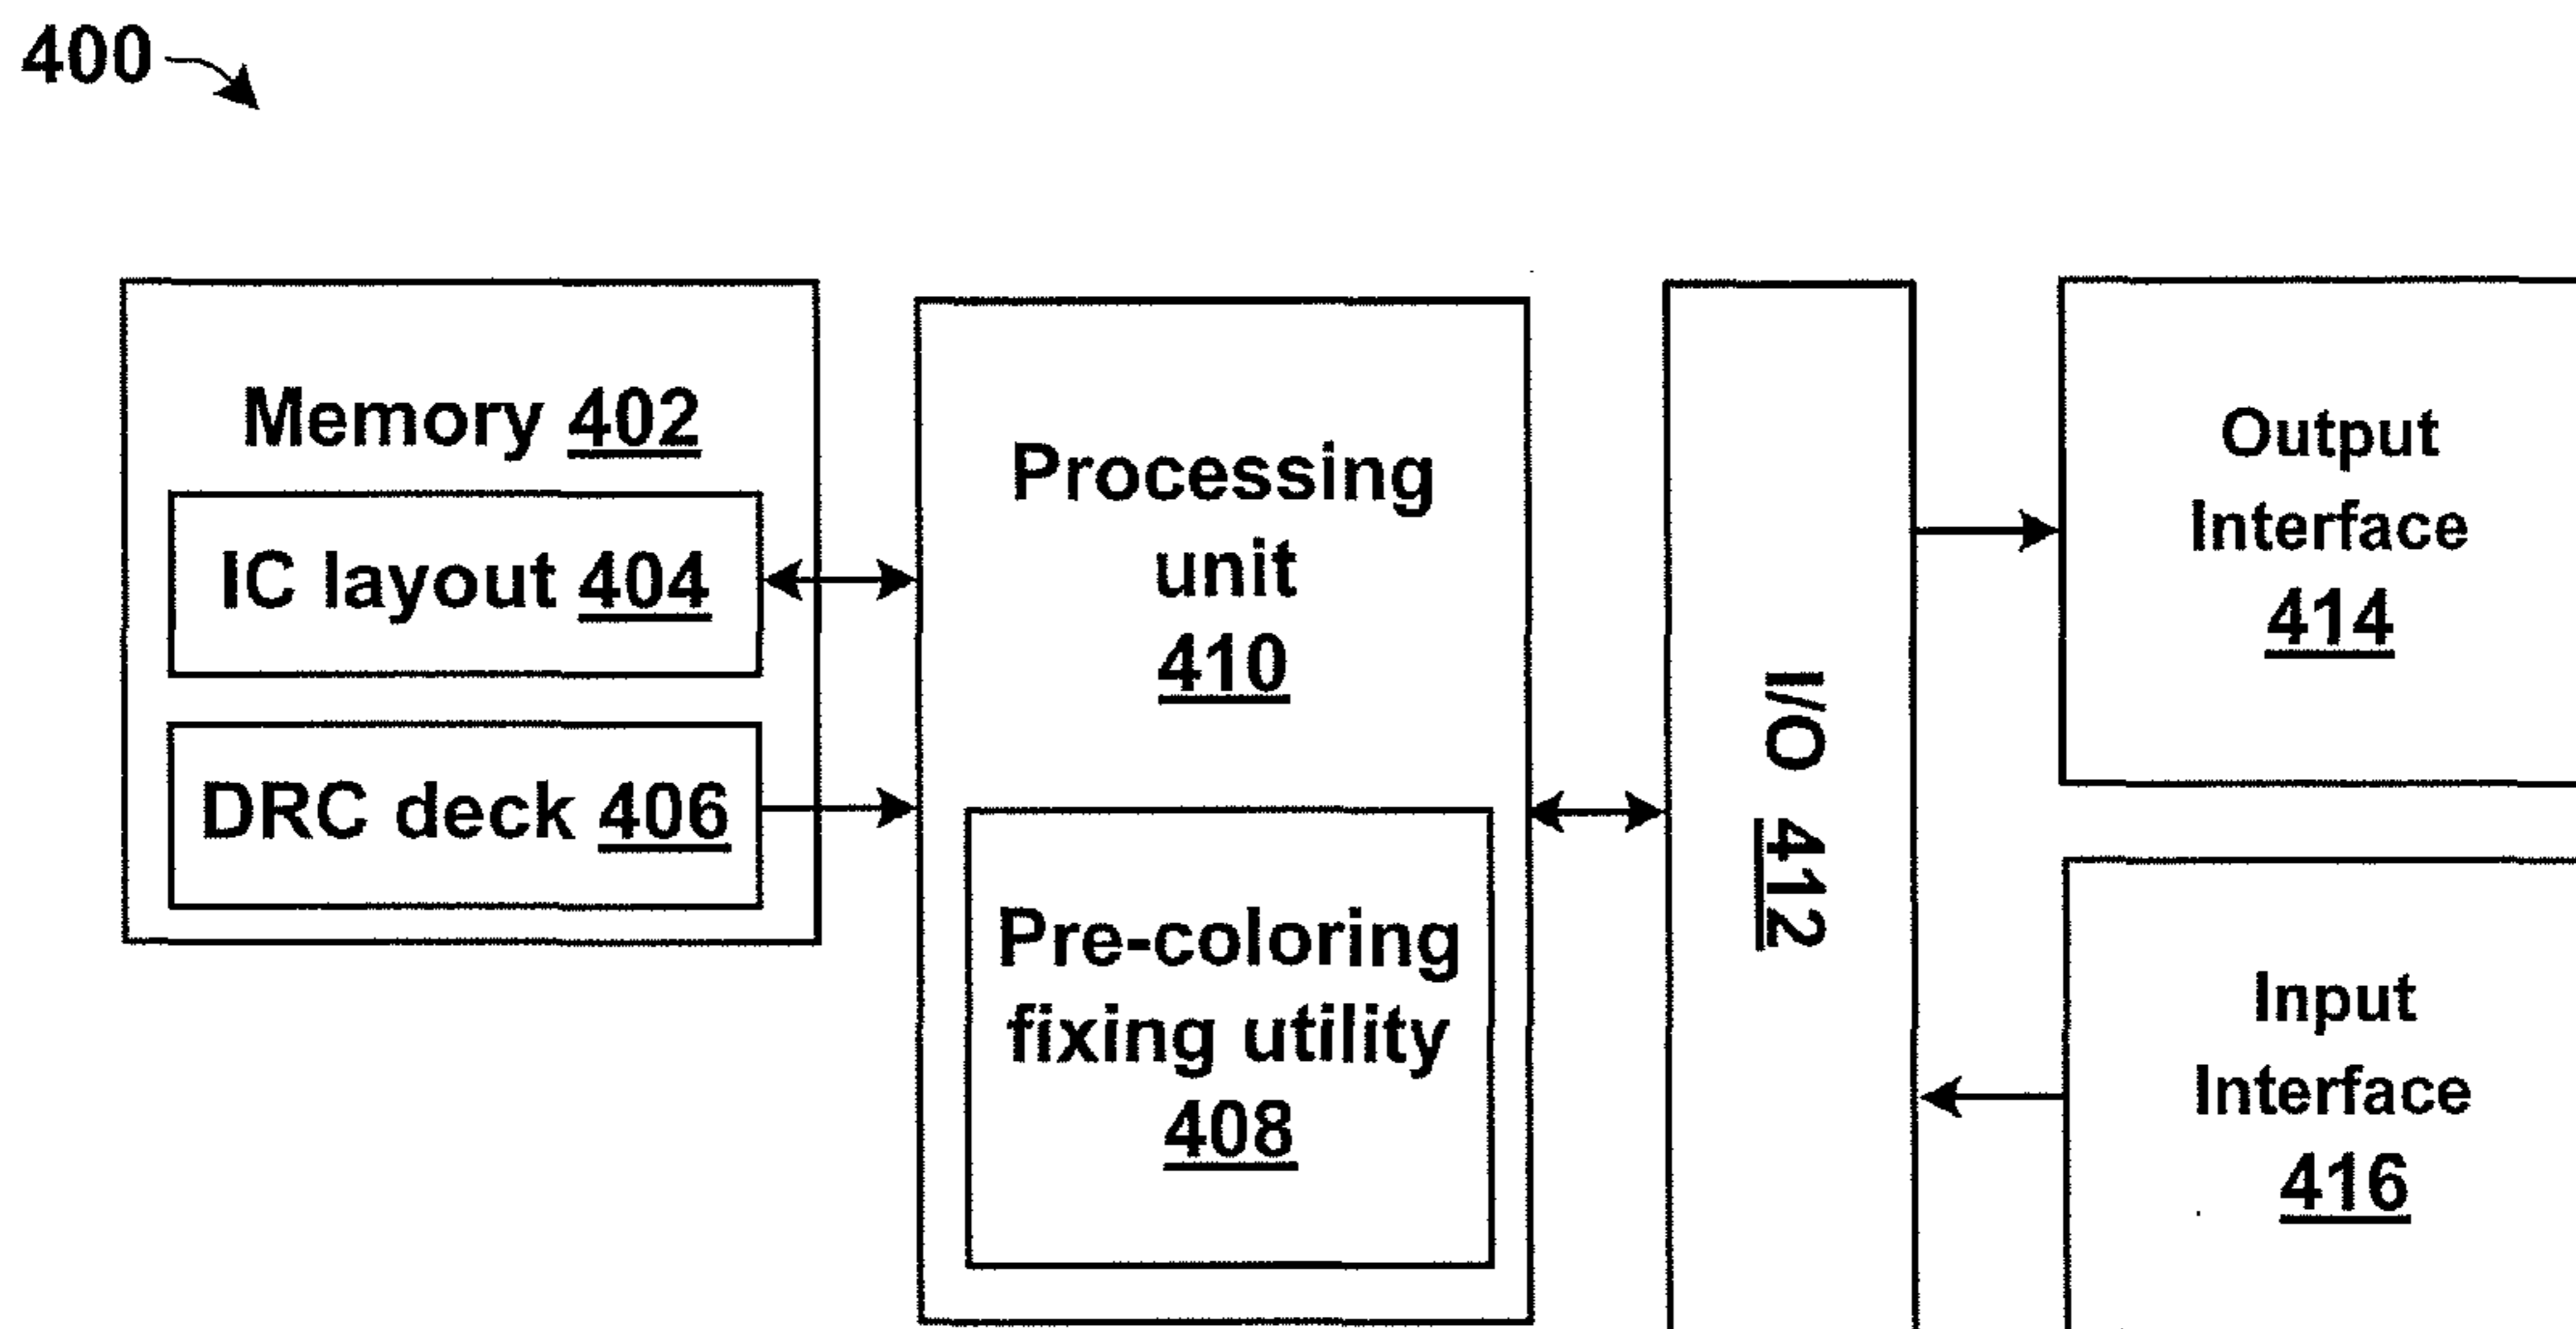 400
Memory 402
IC layout 404
DRC deck 406
Processing
unit
410
Pre-coloring
fixing utility
408
I/O 412
Output
Interface
414
Input
Interface
416